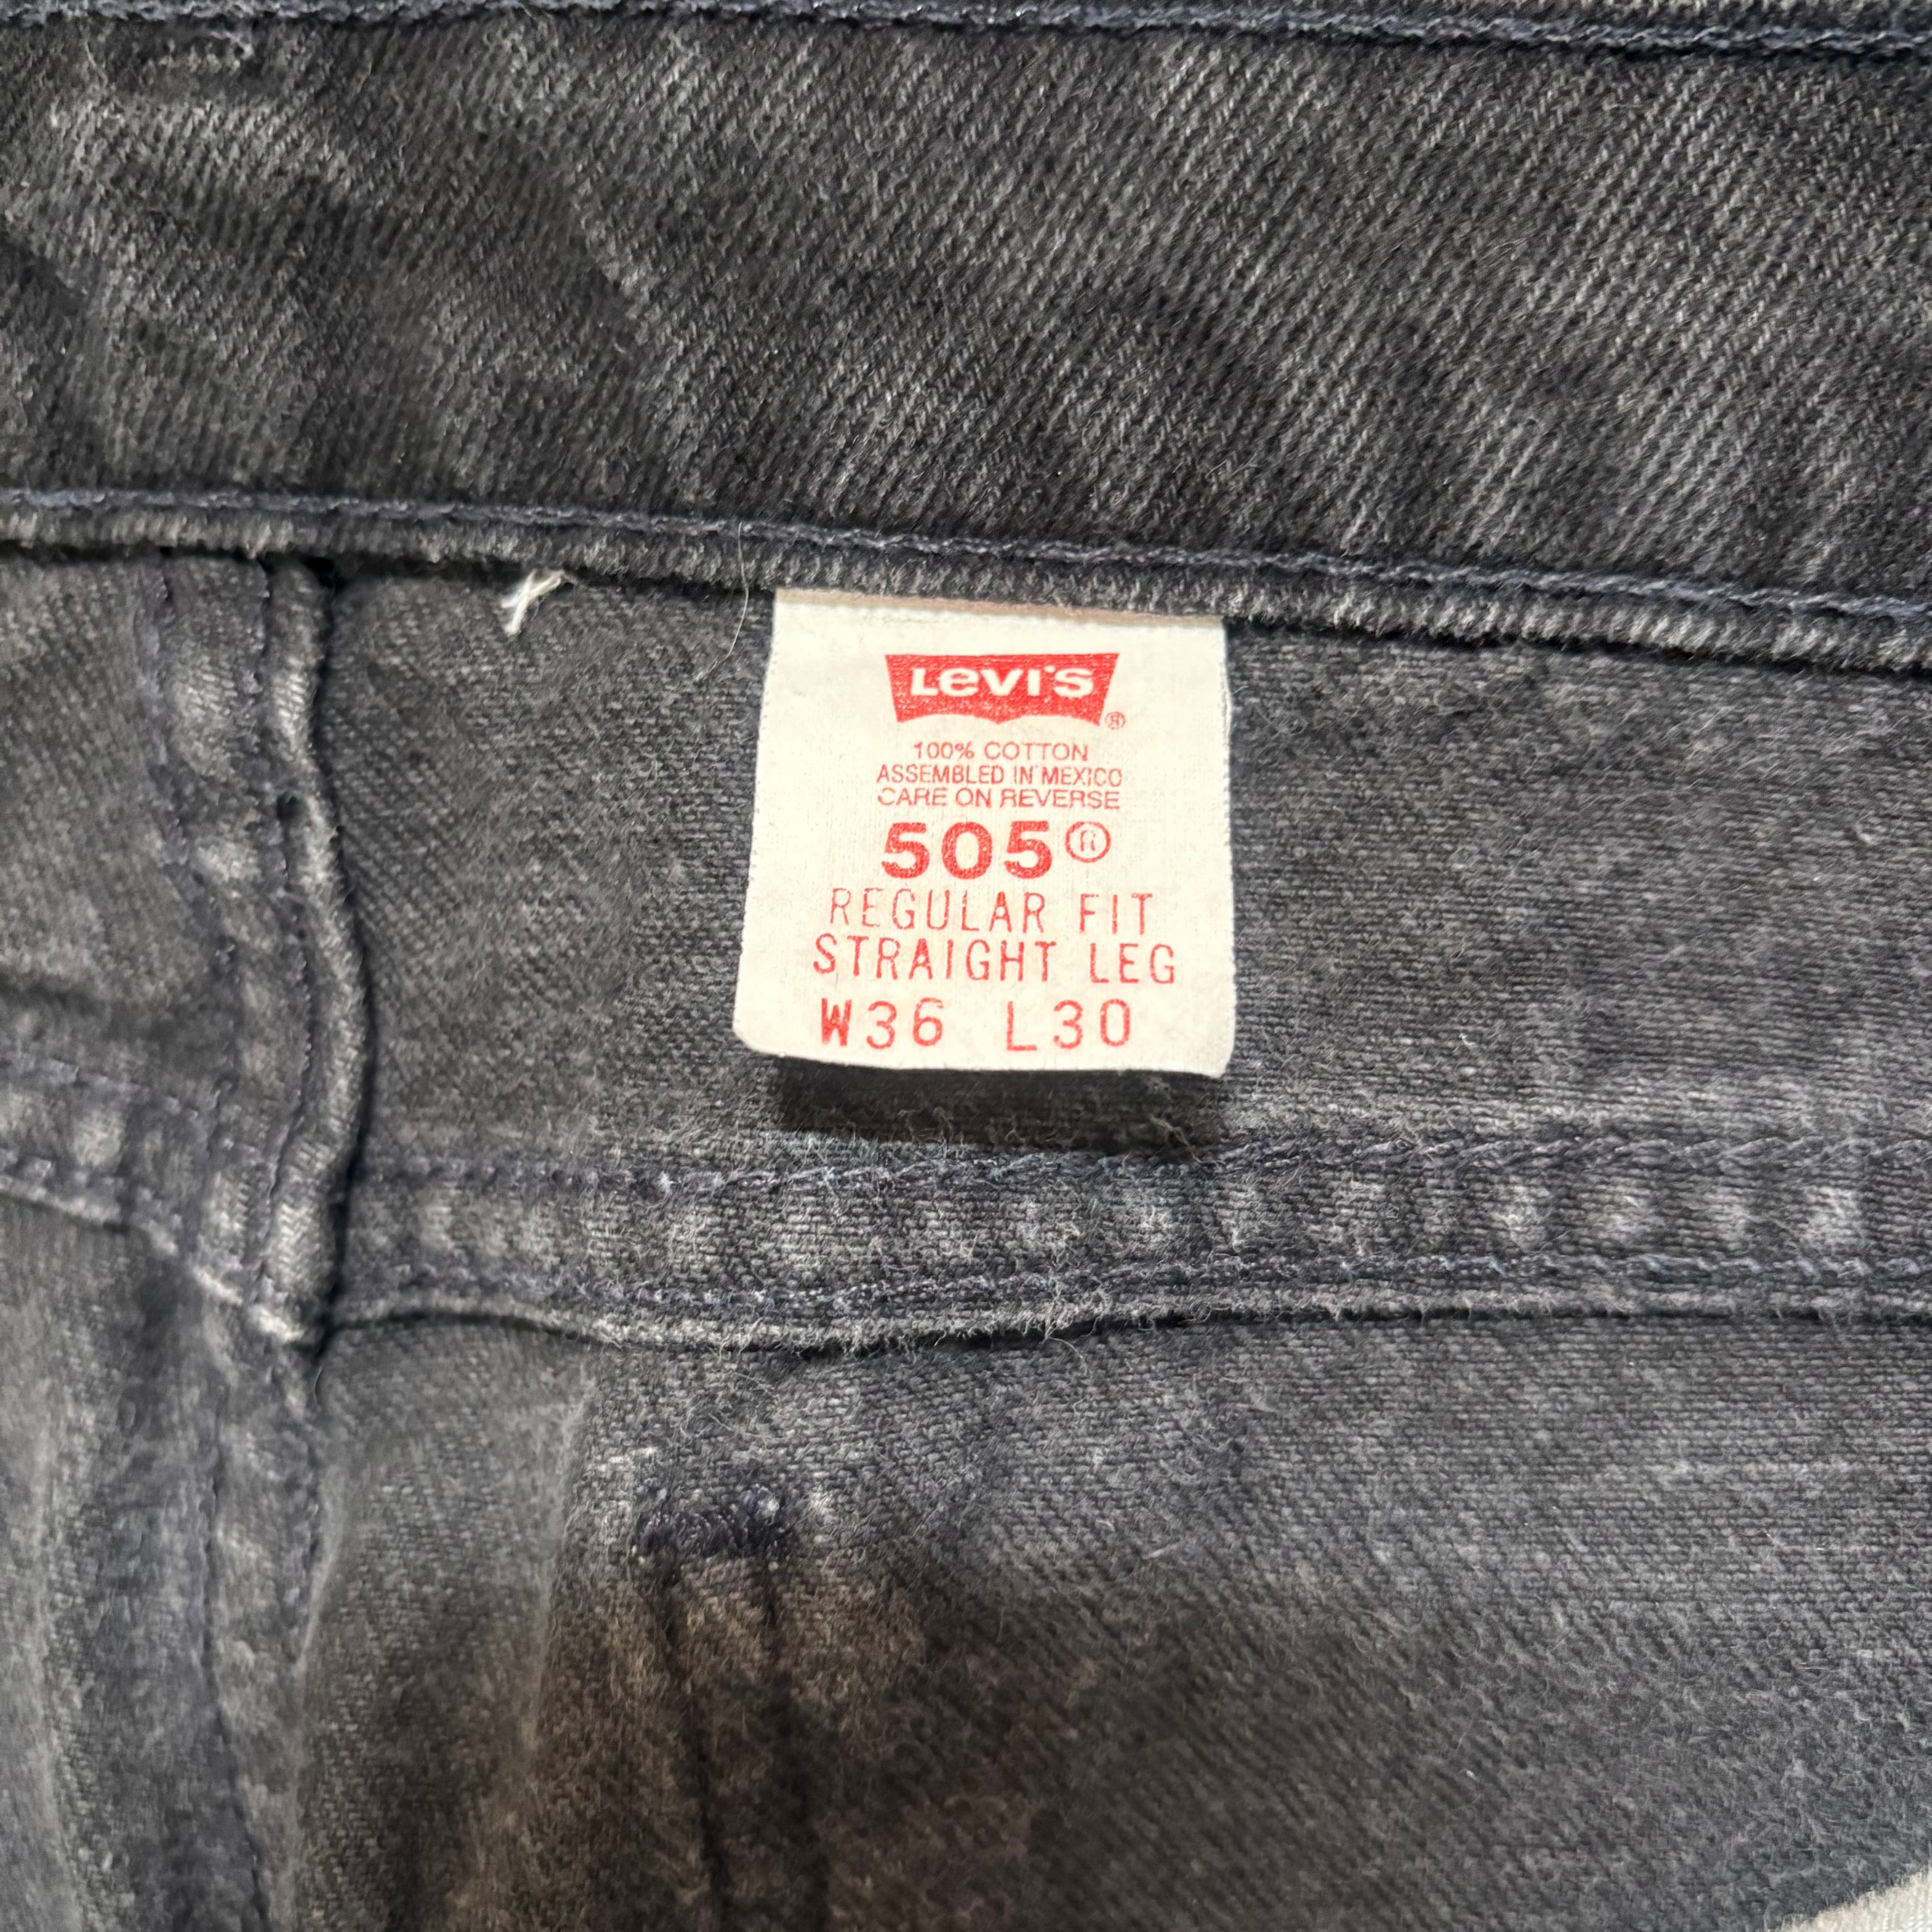 Levi's ®
100% COTTON
ASSEMBLED IN MEXICO
CARE ON REVERSE
505®
REGULAR FIT
STRAIGHT LEG
W36 L30